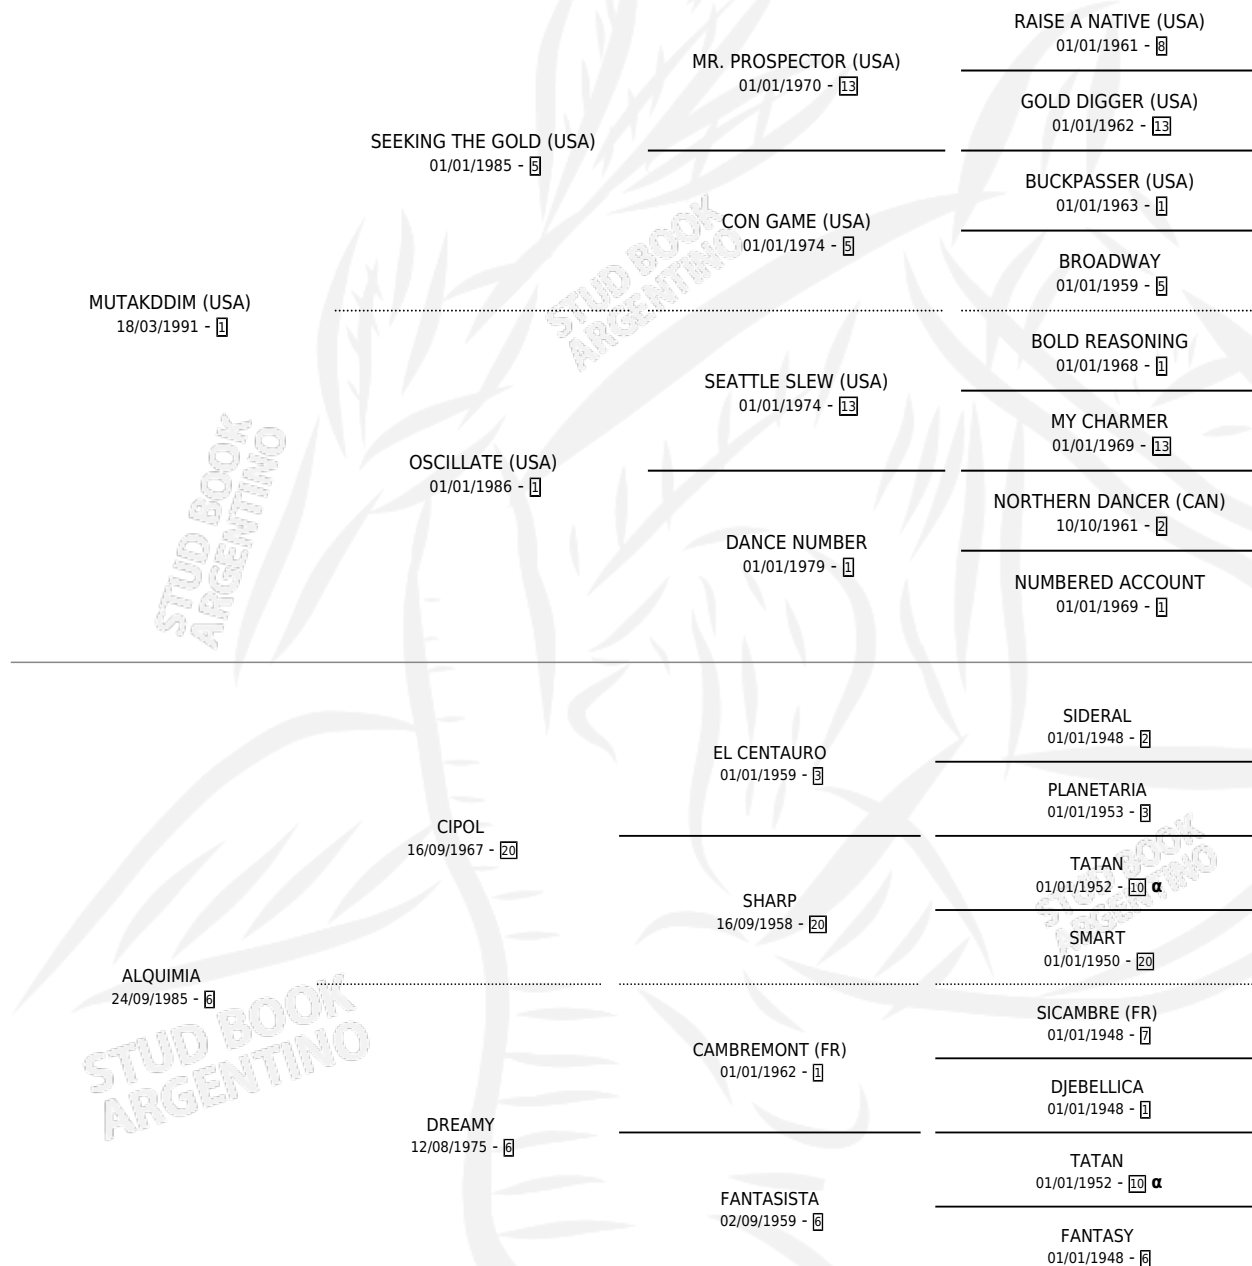 RAISE A NATIVE (USA)
01/01/1961 - 8
MR. PROSPECTOR (USA)
01/01/1970 - 13
GOLD DIGGER (USA)
01/01/1962 - 13
SEEKING THE GOLD (USA)
01/01/1985 - 5
BUCKPASSER (USA)
01/01/1963 - 1
CON GAME (USA)
01/01/1974 - 5
BROADWAY
01/01/1959 - 5
MUTAKDDIM (USA)
18/03/1991 - 1
BOLD REASONING
01/01/1968 - 1
SEATTLE SLEW (USA)
01/01/1974 - 13
MY CHARMER
01/01/1969 - 13
OSCILLATE (USA)
01/01/1986 - 1
NORTHERN DANCER (CAN)
10/10/1961 - 2
DANCE NUMBER
01/01/1979 - 1
NUMBERED ACCOUNT
01/01/1969 - 1
SIDERAL
01/01/1948 - 2
EL CENTAURO
01/01/1959 - 3
PLANETARIA
01/01/1953 - 3
CIPOL
16/09/1967 - 20
TATAN
01/01/1952 - 10 α
SHARP
16/09/1958 - 20
SMART
01/01/1950 - 20
ALQUIMIA
24/09/1985 - 6
SICAMBRE (FR)
01/01/1948 - 7
CAMBREMONT (FR)
01/01/1962 - 1
DJEBELLICA
01/01/1948 - 1
DREAMY
12/08/1975 - 6
TATAN
01/01/1952 - 10 α
FANTASISTA
02/09/1959 - 6
FANTASY
01/01/1948 - 6
STUD BOOK
ARGENTINO
STUD BOOK
ARGENTINO
STUD BOOK
ARGENTINO
STUD BOOK
ARGENTINO